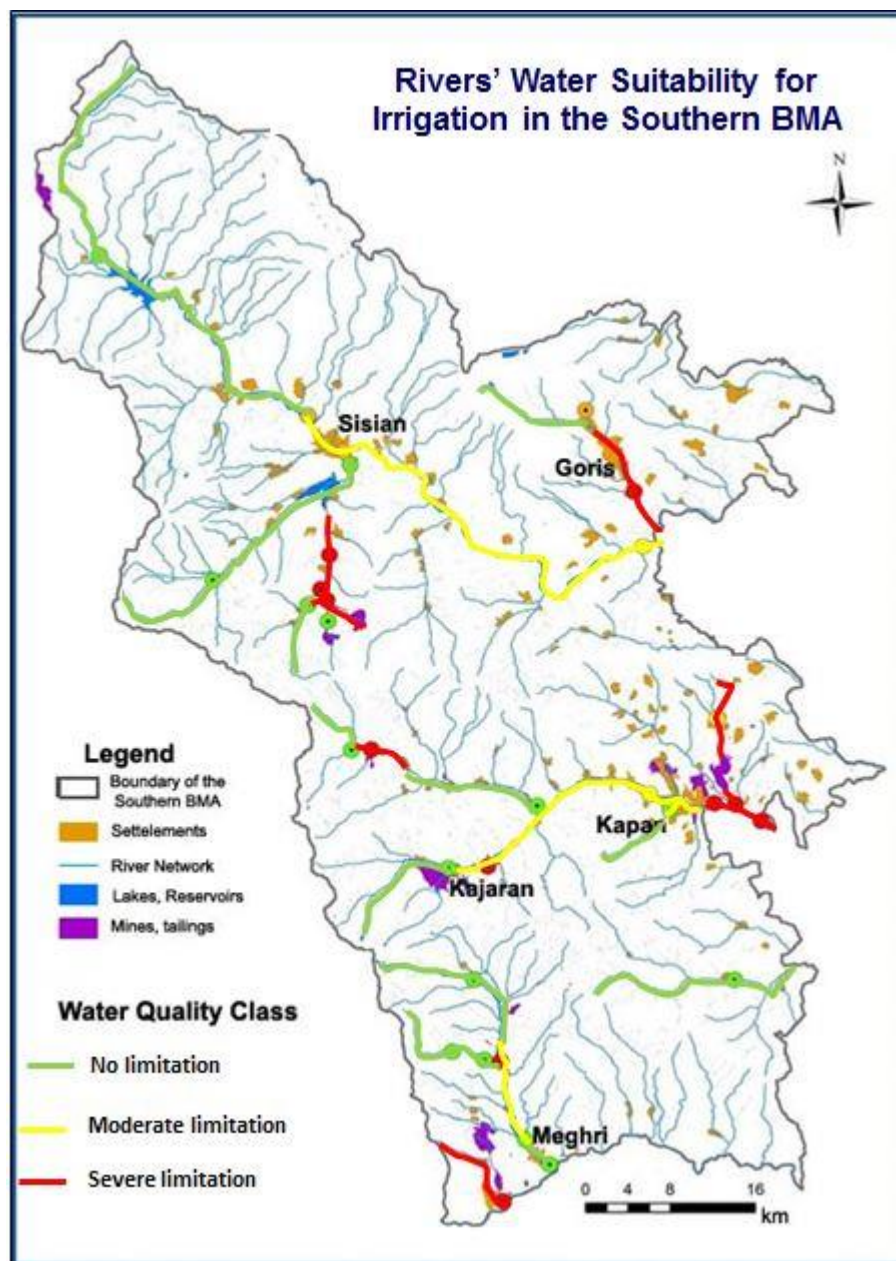 Rivers' Water Suitability for
Irrigation in the Southern BMA
N
Sisian
Goris
Legend
Boundary of the
Southern BMA
Settelements
River Network
Lakes, Reservoirs
Mines, tailings
Kapan
Kajaran
Water Quality Class
No limitation
Moderate limitation
Severe limitation
Meghri
0 2 4 8 16
km